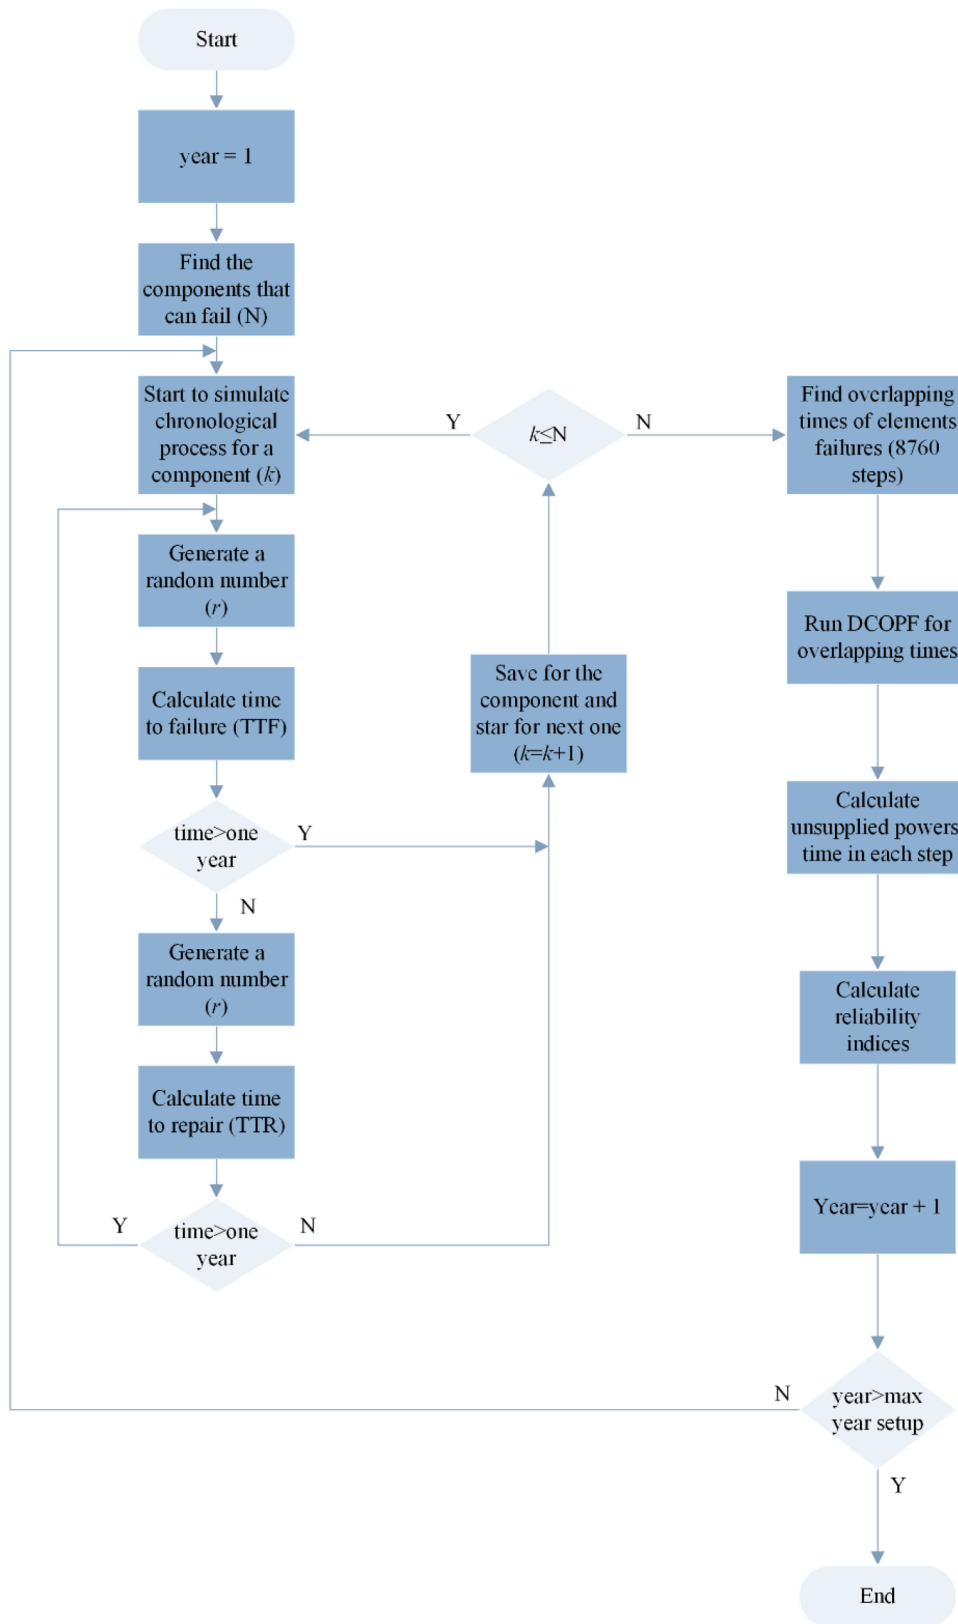 Start
year = 1
Find the
components that
can fail (N)
Start to simulate
chronological
process for a
component (k)
Generate a
random number
(r)
Calculate time
to failure (TTF)
time>one
year
Y
N
Generate a
random number
(r)
Calculate time
to repair (TTR)
time>one
year
Y
N
Save for the
component and
star for next one
(k=k+1)
k≤N
Y
N
Find overlapping
times of elements
failures (8760
steps)
Run DCOPF for
overlapping times
Calculate
unsupplied powers
time in each step
Calculate
reliability
indices
Year=year + 1
year>max
year setup
N
Y
End